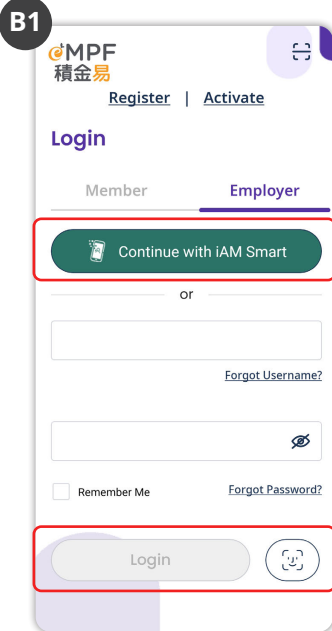 B1
eMPF
積金易
Register | Activate
Login
Member Employer
Continue with iAM Smart
or
Forgot Username?
Remember Me Forgot Password?
Login